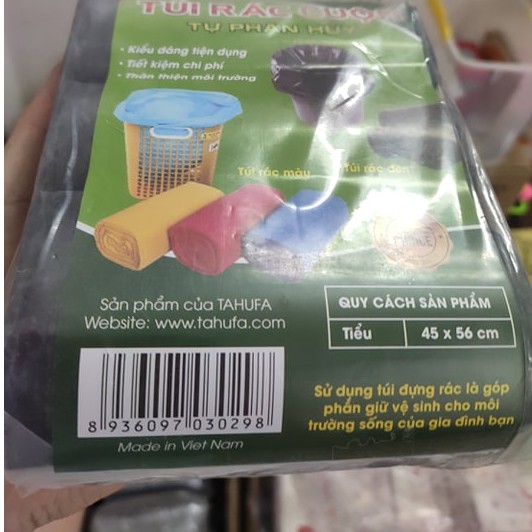 TÚI RÁC CUỘN
TỰ PHÂN HỦY
• Kiểu dáng tiện dụng
• Tiết kiệm chi phí
• Thân thiện môi trường
Túi rác màu
Túi rác đen
Sản phẩm của TAHUFA
Website: www.tahufa.com
QUY CÁCH SẢN PHẨM
Tiểu 45 x 56 cm
8 936097 030298
Sử dụng túi đựng rác là góp
phần giữ vệ sinh cho môi
trường sống của gia đình bạn
Made in Viet Nam